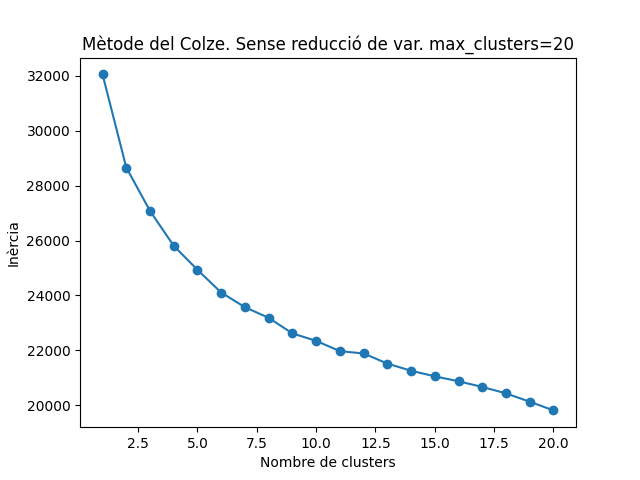 Mètode del Colze. Sense reducció de var. max_clusters=20
32000
30000
28000
26000
24000
22000
20000
Inèrcia
2.5 5.0 7.5 10.0 12.5 15.0 17.5 20.0
Nombre de clusters